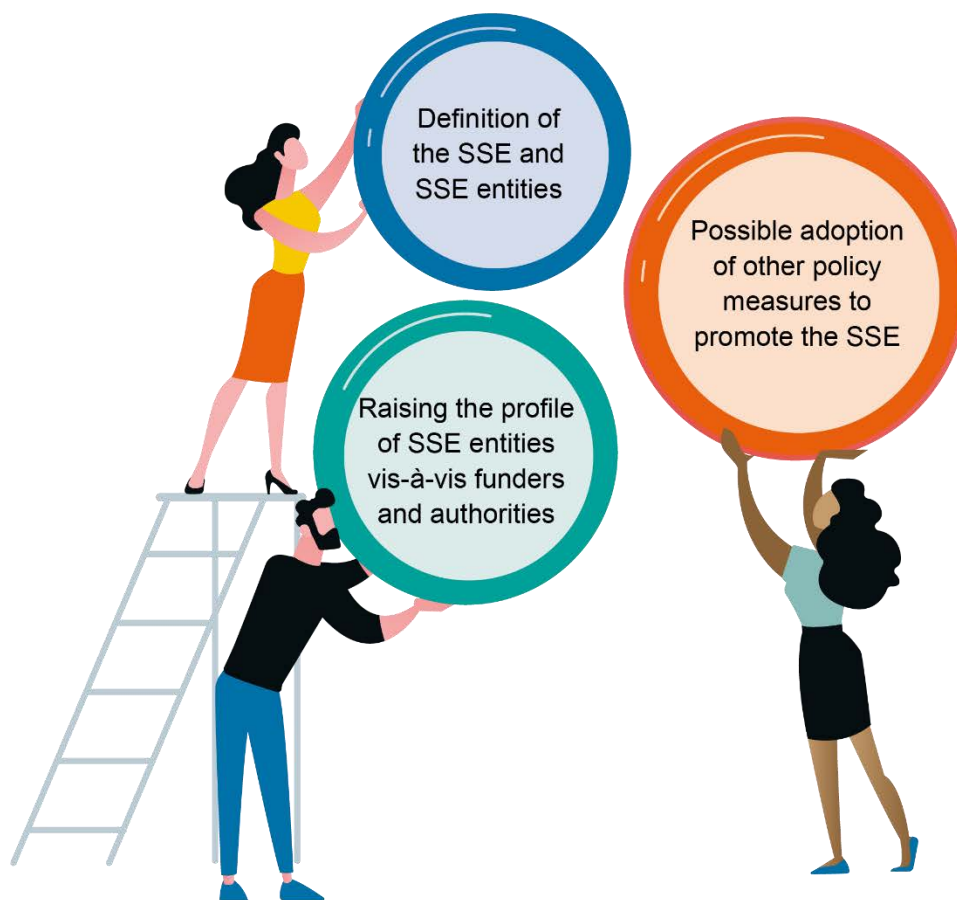 Definition of
the SSE and
SSE entities
Possible adoption
of other policy
measures to
promote the SSE
Raising the profile
of SSE entities
vis-à-vis funders
and authorities